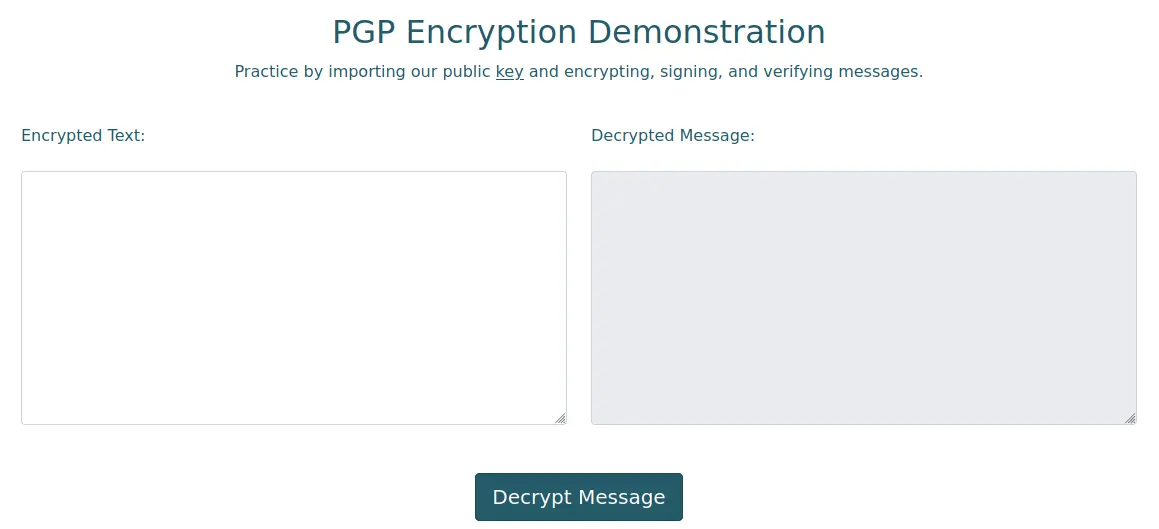 PGP Encryption Demonstration
Practice by importing our public key and encrypting, signing, and verifying messages.
Encrypted Text:
Decrypted Message:
Decrypt Message